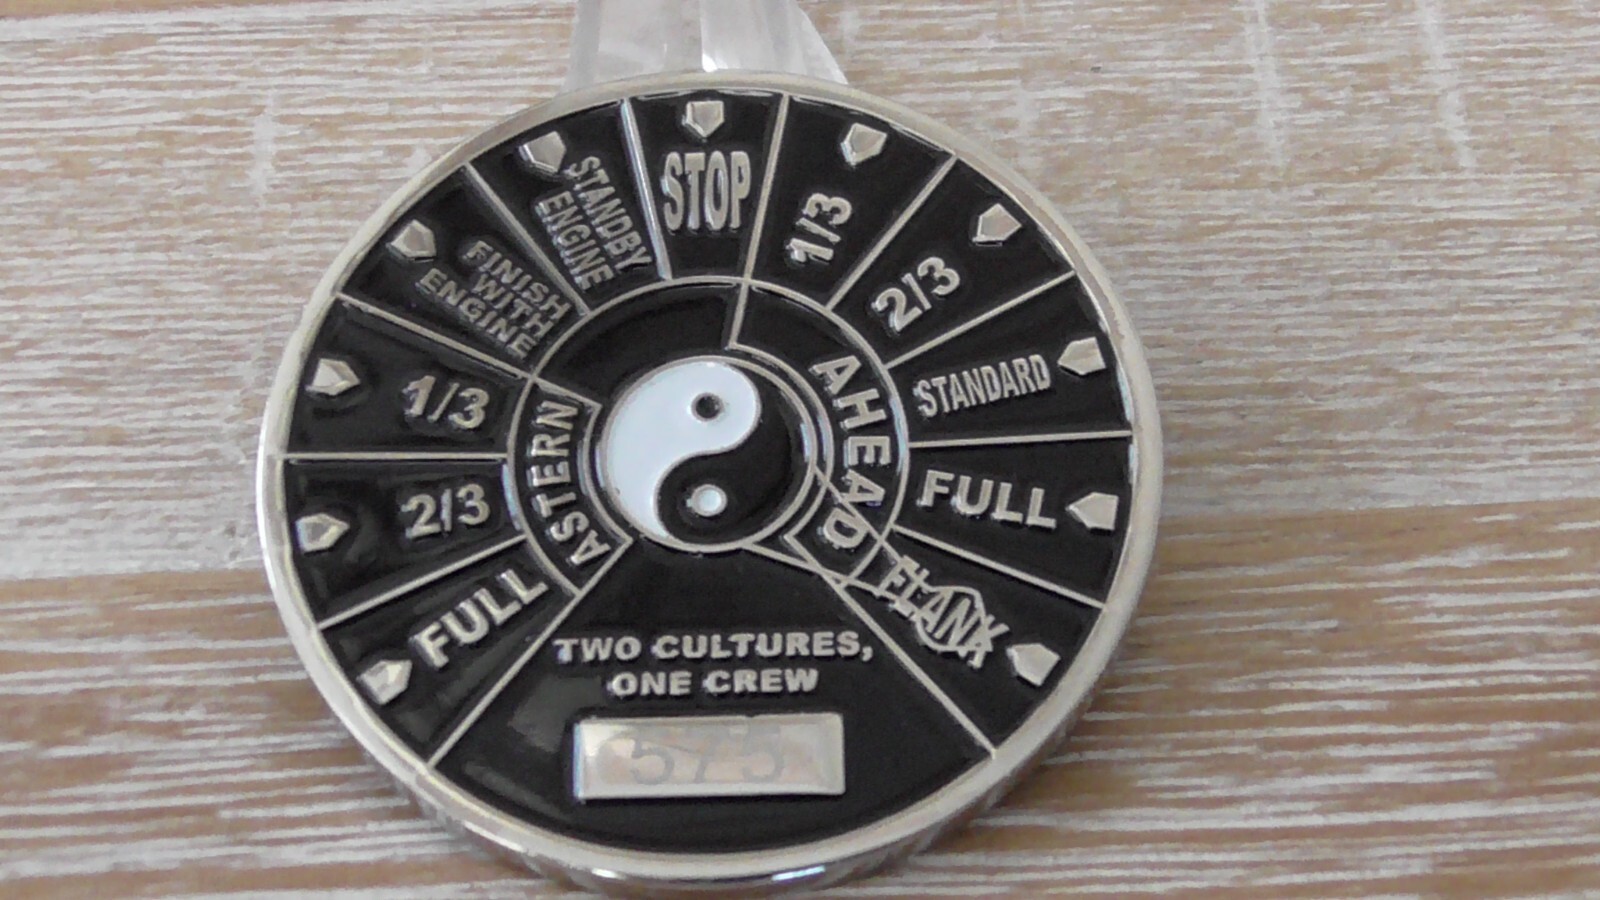 STOP
1/3
2/3
STANDARD
FULL
FLANK
AHEAD
STANDBY
ENGINE
FINISH
WITH
ENGINE
1/3
2/3
FULL
ASTERN
TWO CULTURES,
ONE CREW
575